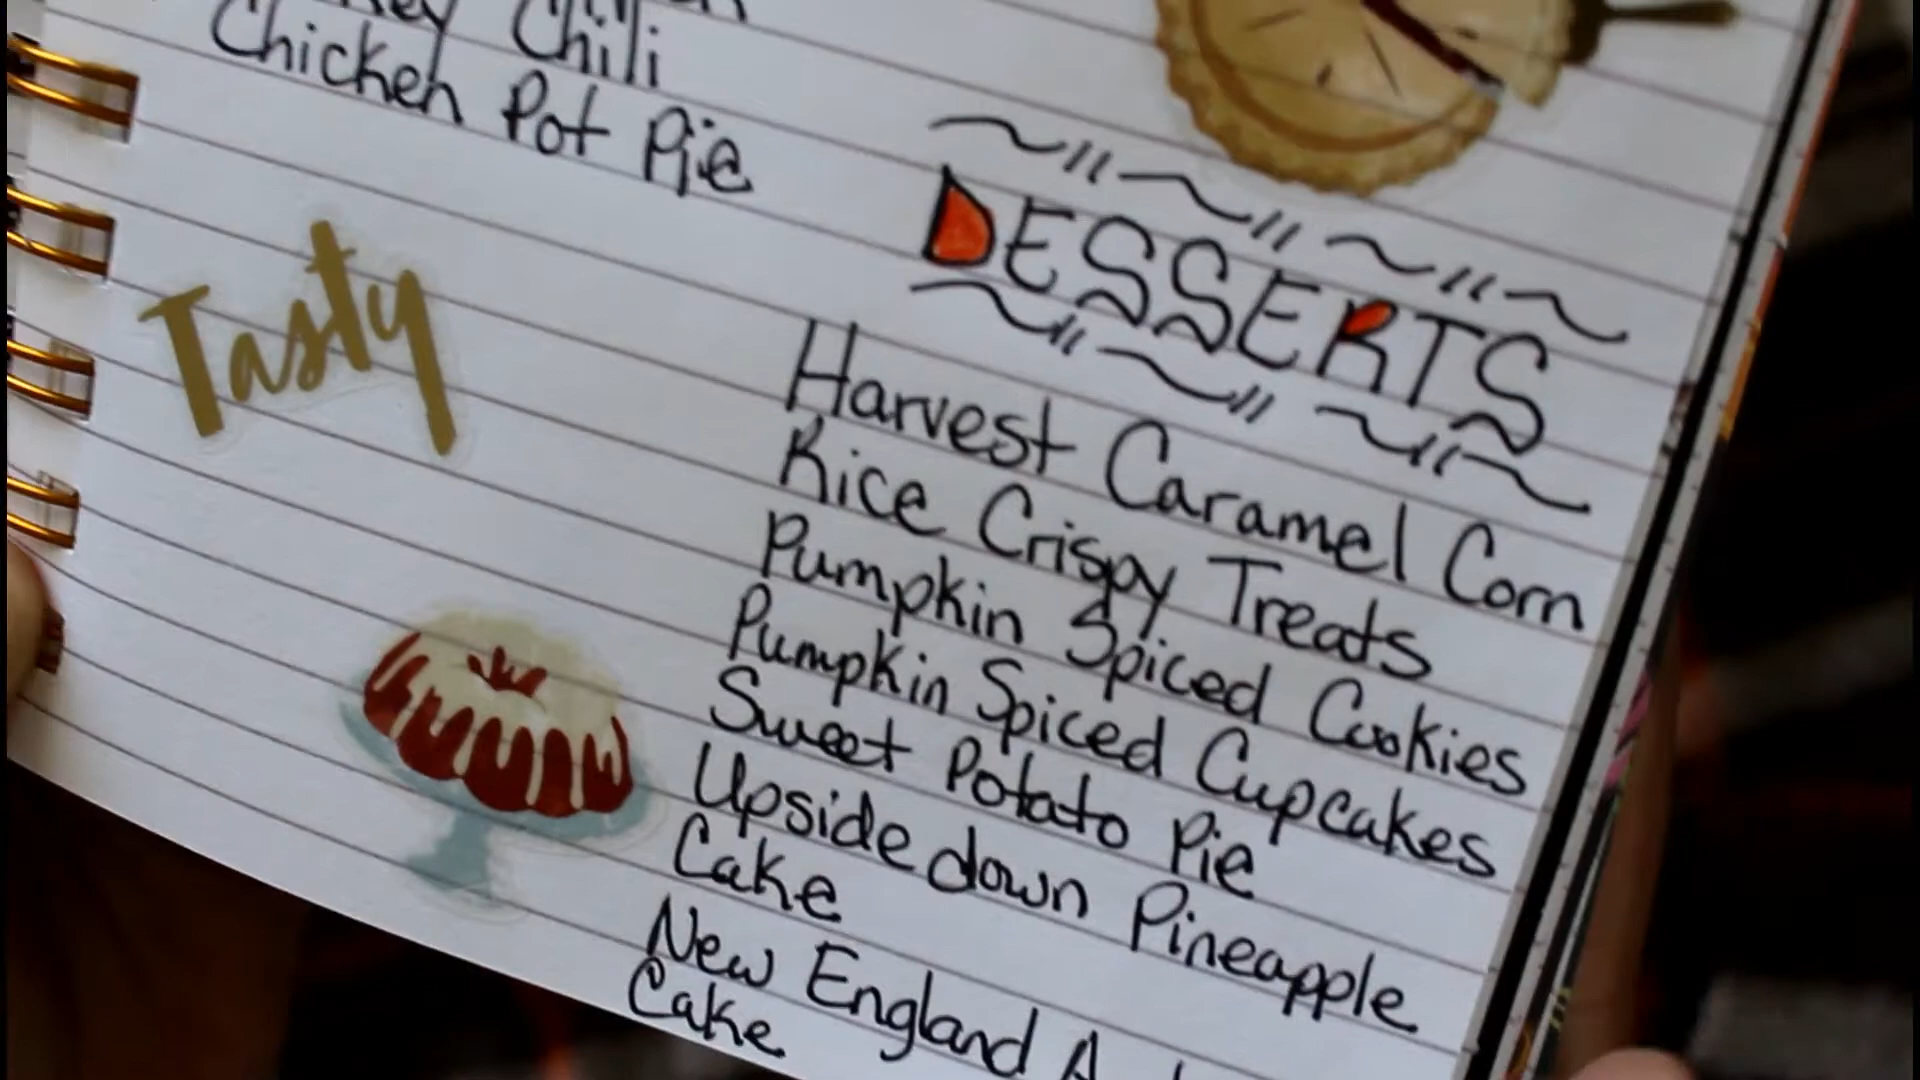 Chili
Chicken Pot Pie
Tasty
DESSERTS
Harvest Caramel Corn
Rice Crispy Treats
Pumpkin Spiced Cookies
Pumpkin Spiced Cupcakes
Sweet Potato Pie
Upside down Pineapple
Cake
New England
Cake